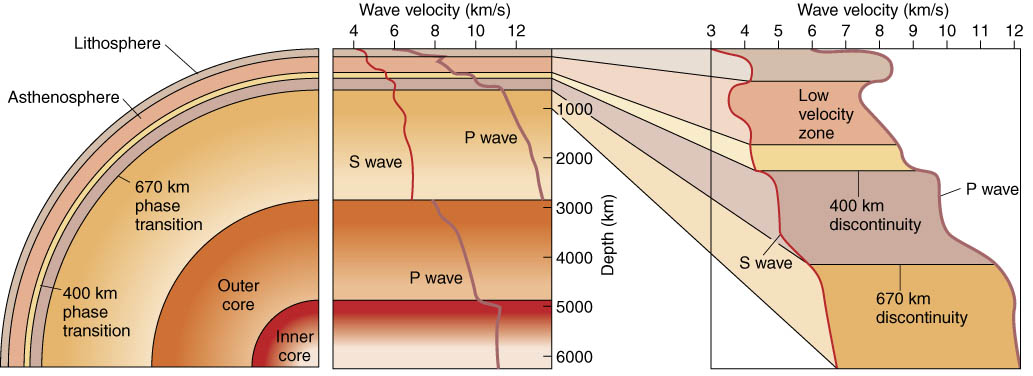 Lithosphere
Asthenosphere
670 km
phase
transition
400 km
phase
transition
Outer
core
Inner
core
Wave velocity (km/s)
4 6 8 10 12
P wave
S wave
P wave
1000
2000
3000
4000
5000
6000
Depth (km)
Wave velocity (km/s)
3 4 5 6 7 8 9 10 11 12
Low
velocity
zone
P wave
400 km
discontinuity
S wave
670 km
discontinuity